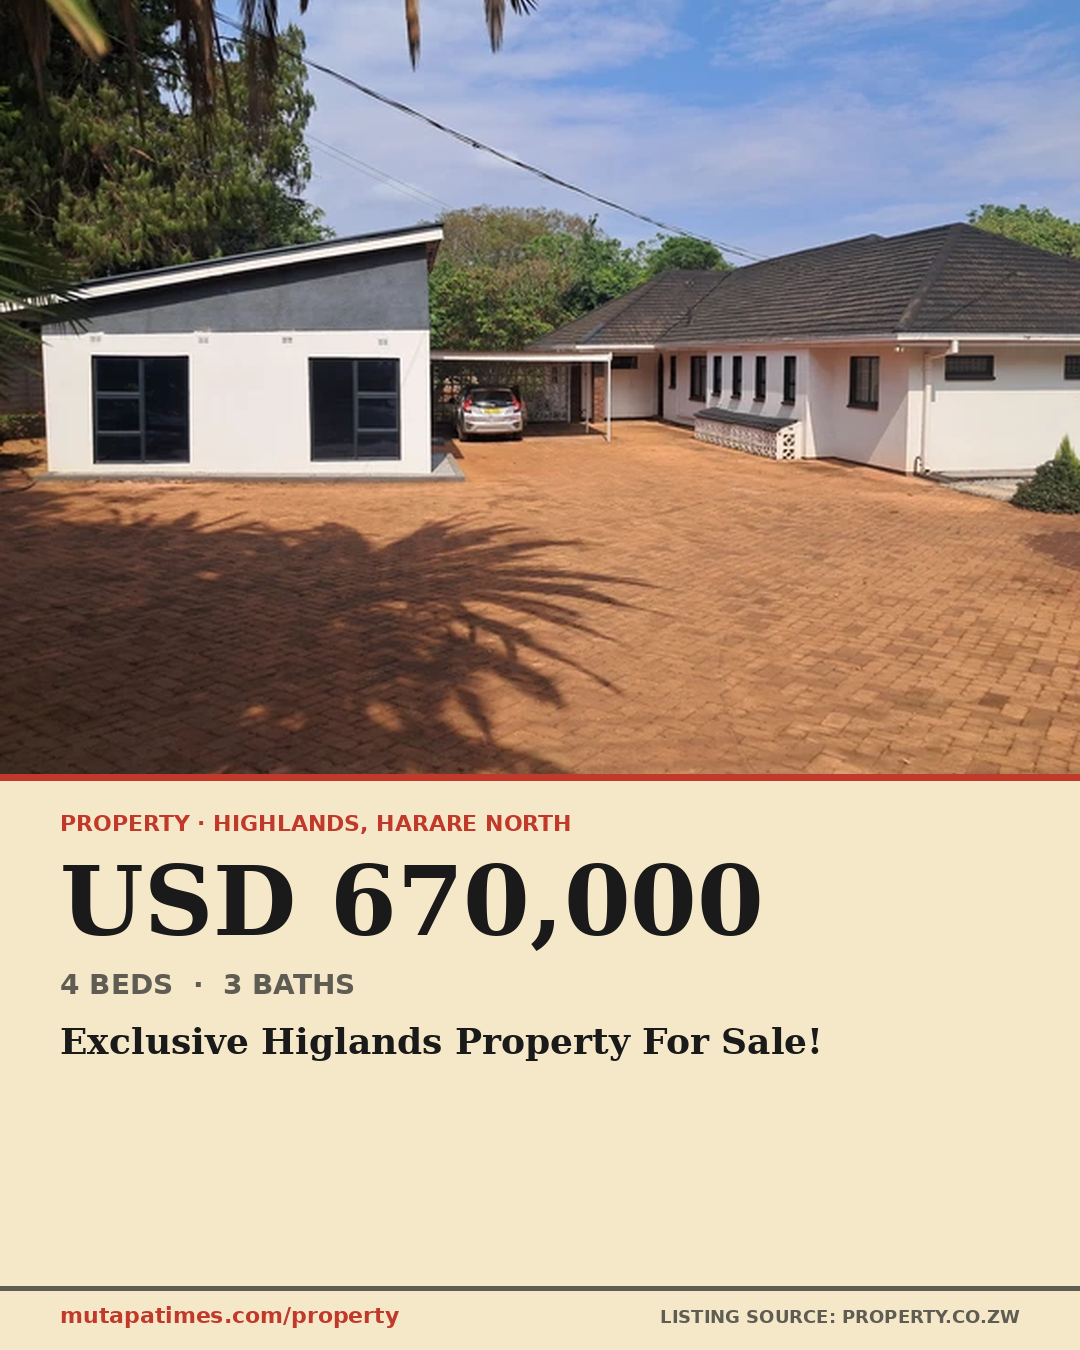 PROPERTY · HIGHLANDS, HARARE NORTH
USD 670,000
4 BEDS · 3 BATHS
Exclusive Higlands Property For Sale!
mutapatimes.com/property
LISTING SOURCE: PROPERTY.CO.ZW